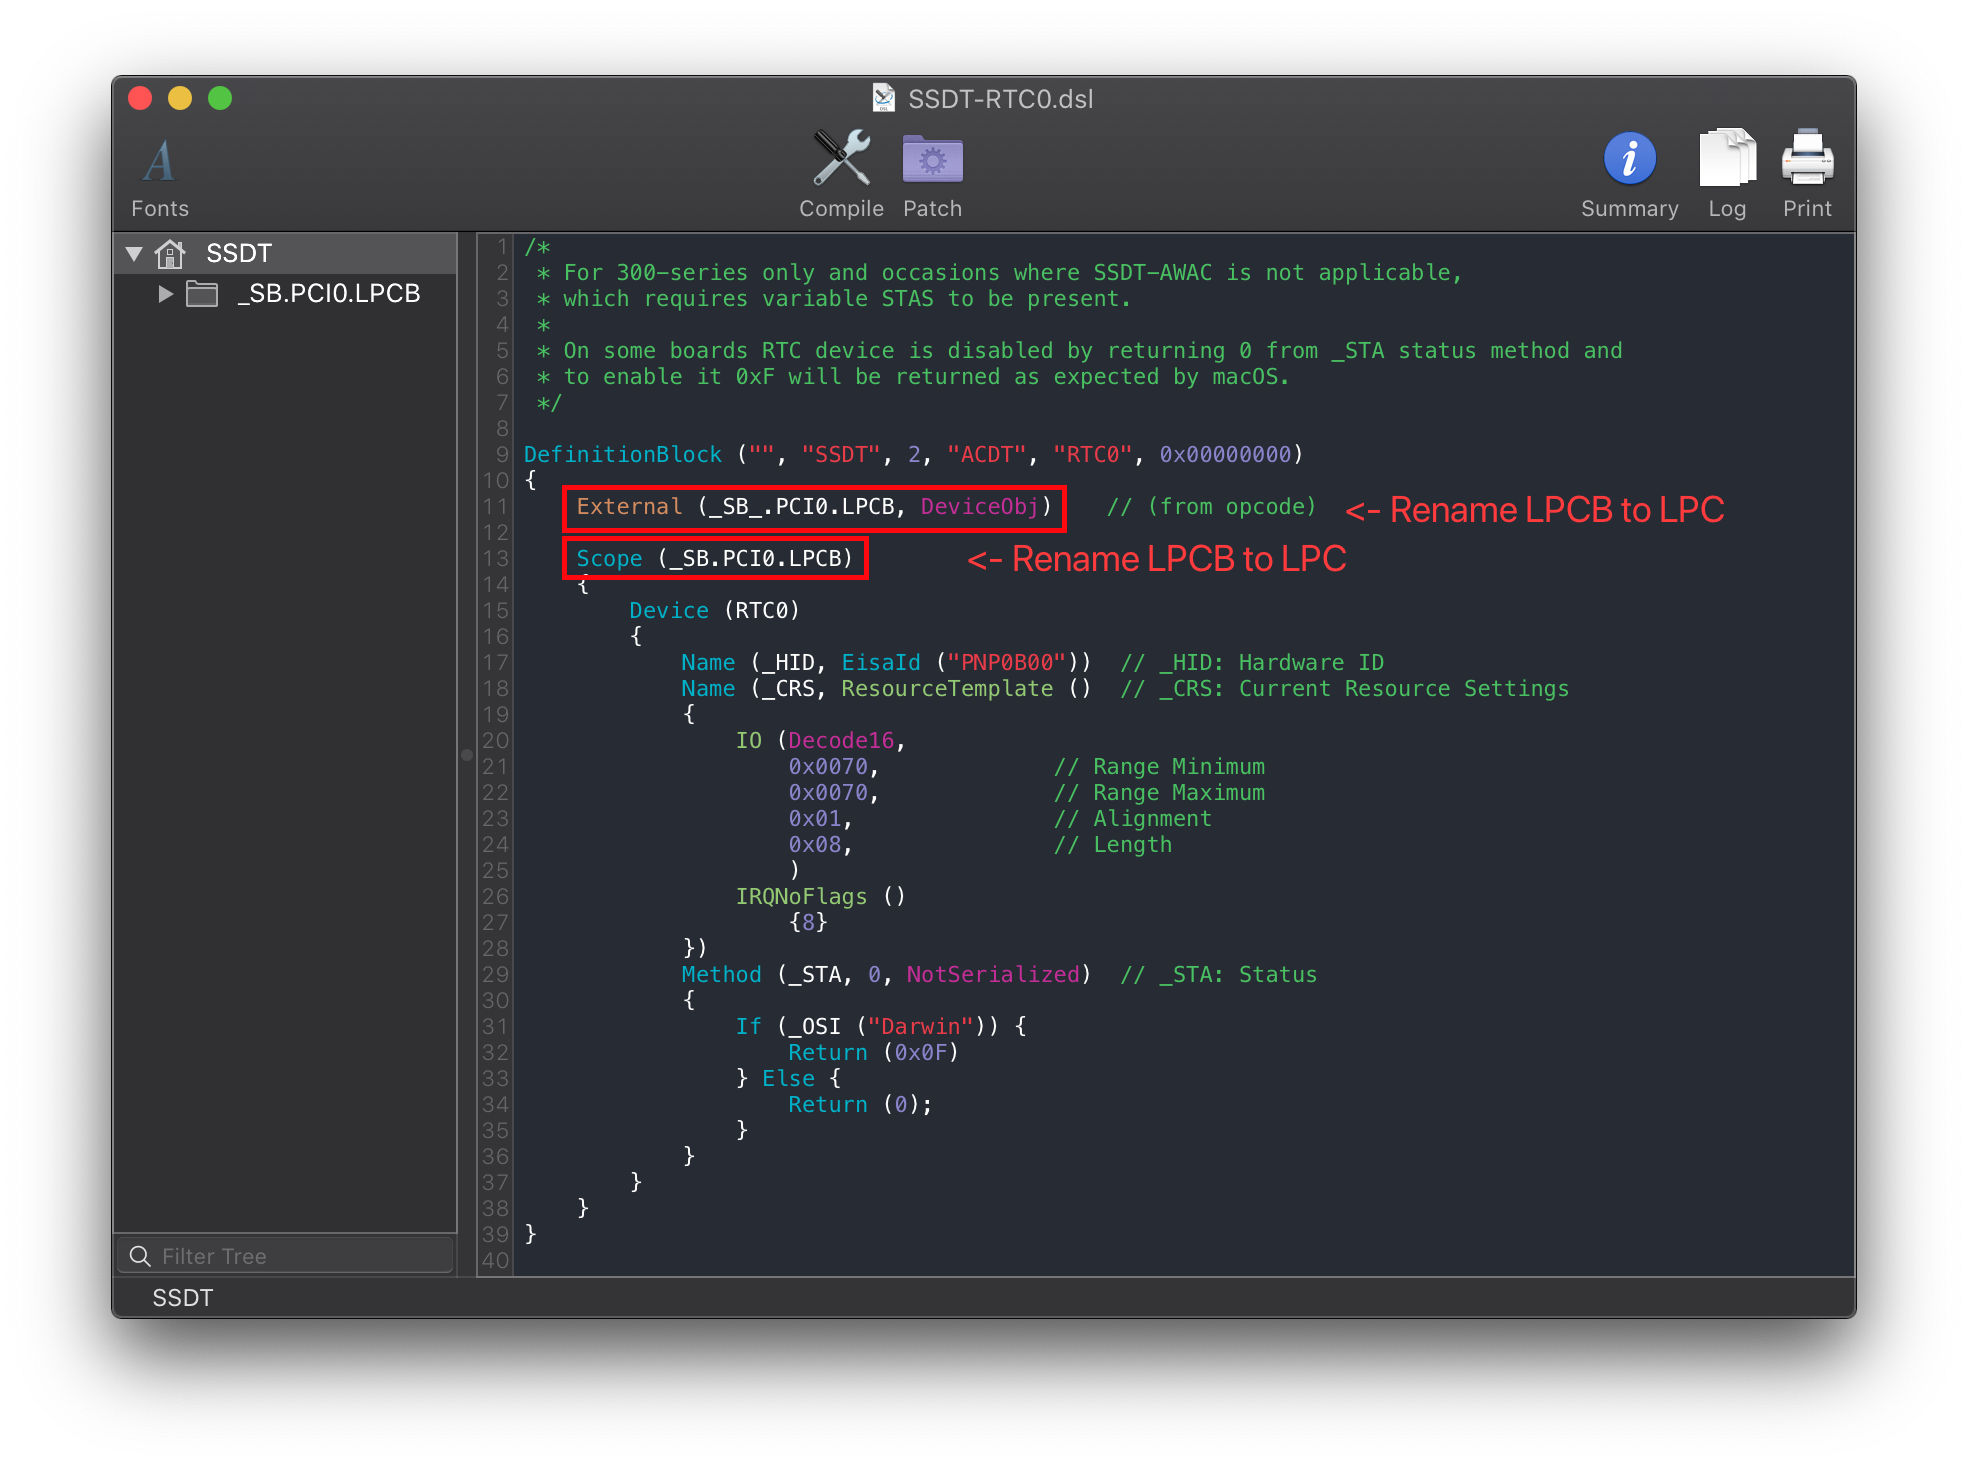 SSDT-RTC0.dsl
Fonts
Compile
Patch
Summary
Log
Print
SSDT
_SB.PCI0.LPCB
1 /*
2  * For 300-series only and occasions where SSDT-AWAC is not applicable,
3  * which requires variable STAS to be present.
4  *
5  * On some boards RTC device is disabled by returning 0 from _STA status method and
6  * to enable it 0xF will be returned as expected by macOS.
7  */
8
9 DefinitionBlock ("", "SSDT", 2, "ACDT", "RTC0", 0x00000000)
10 {
11     External (_SB_.PCI0.LPCB, DeviceObj)    // (from opcode) <- Rename LPCB to LPC
12
13     Scope (_SB.PCI0.LPCB) <- Rename LPCB to LPC
14     {
15         Device (RTC0)
16         {
17             Name (_HID, EisaId ("PNP0B00"))  // _HID: Hardware ID
18             Name (_CRS, ResourceTemplate ()  // _CRS: Current Resource Settings
19             {
20                 IO (Decode16,
21                     0x0070,             // Range Minimum
22                     0x0070,             // Range Maximum
23                     0x01,               // Alignment
24                     0x08,               // Length
25                     )
26                 IRQNoFlags ()
27                     {8}
28             })
29             Method (_STA, 0, NotSerialized)  // _STA: Status
30             {
31                 If (_OSI ("Darwin")) {
32                     Return (0x0F)
33                 } Else {
34                     Return (0);
35                 }
36             }
37         }
38     }
39 }
40
Filter Tree
SSDT